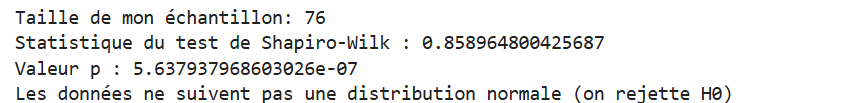 Taille de mon échantillon: 76
Statistique du test de Shapiro-Wilk : 0.858964800425687
Valeur p : 5.637937968603026e-07
Les données ne suivent pas une distribution normale (on rejette H0)